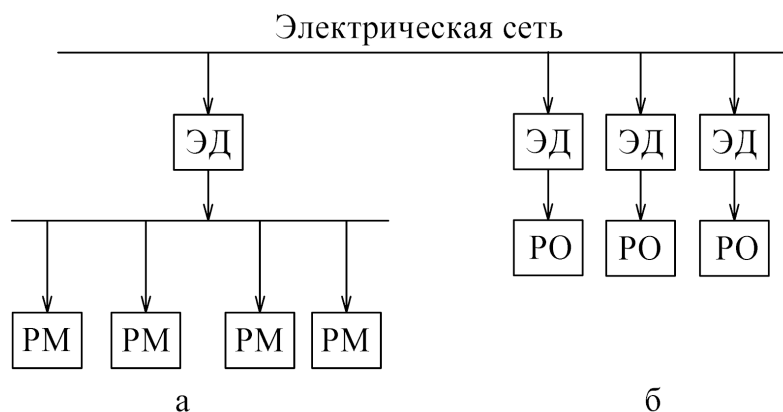 Электрическая сеть
ЭД ЭД ЭД ЭД
РО РО РО
РМ РМ РМ РМ
а б